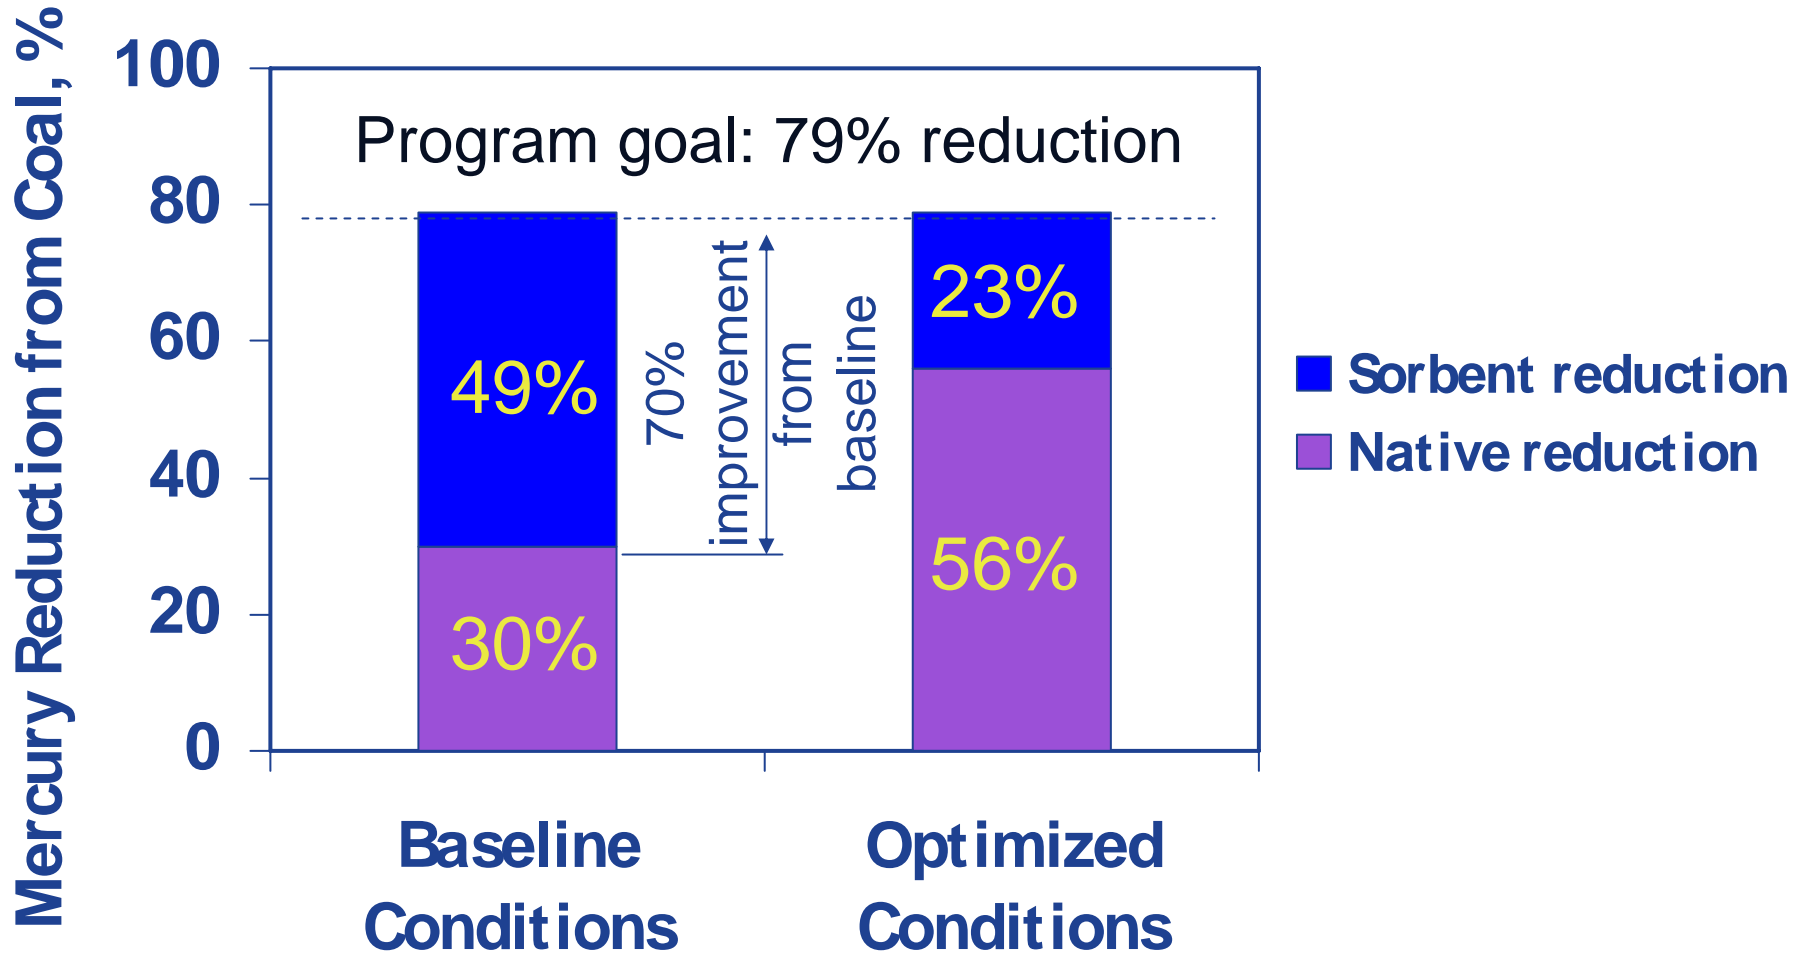 Mercury Reduction from Coal, %
100
80
60
40
20
0
Program goal: 79% reduction
49%
30%
70%
improvement
from
baseline
23%
56%
Sorbent reduction
Native reduction
Baseline
Conditions
Optimized
Conditions